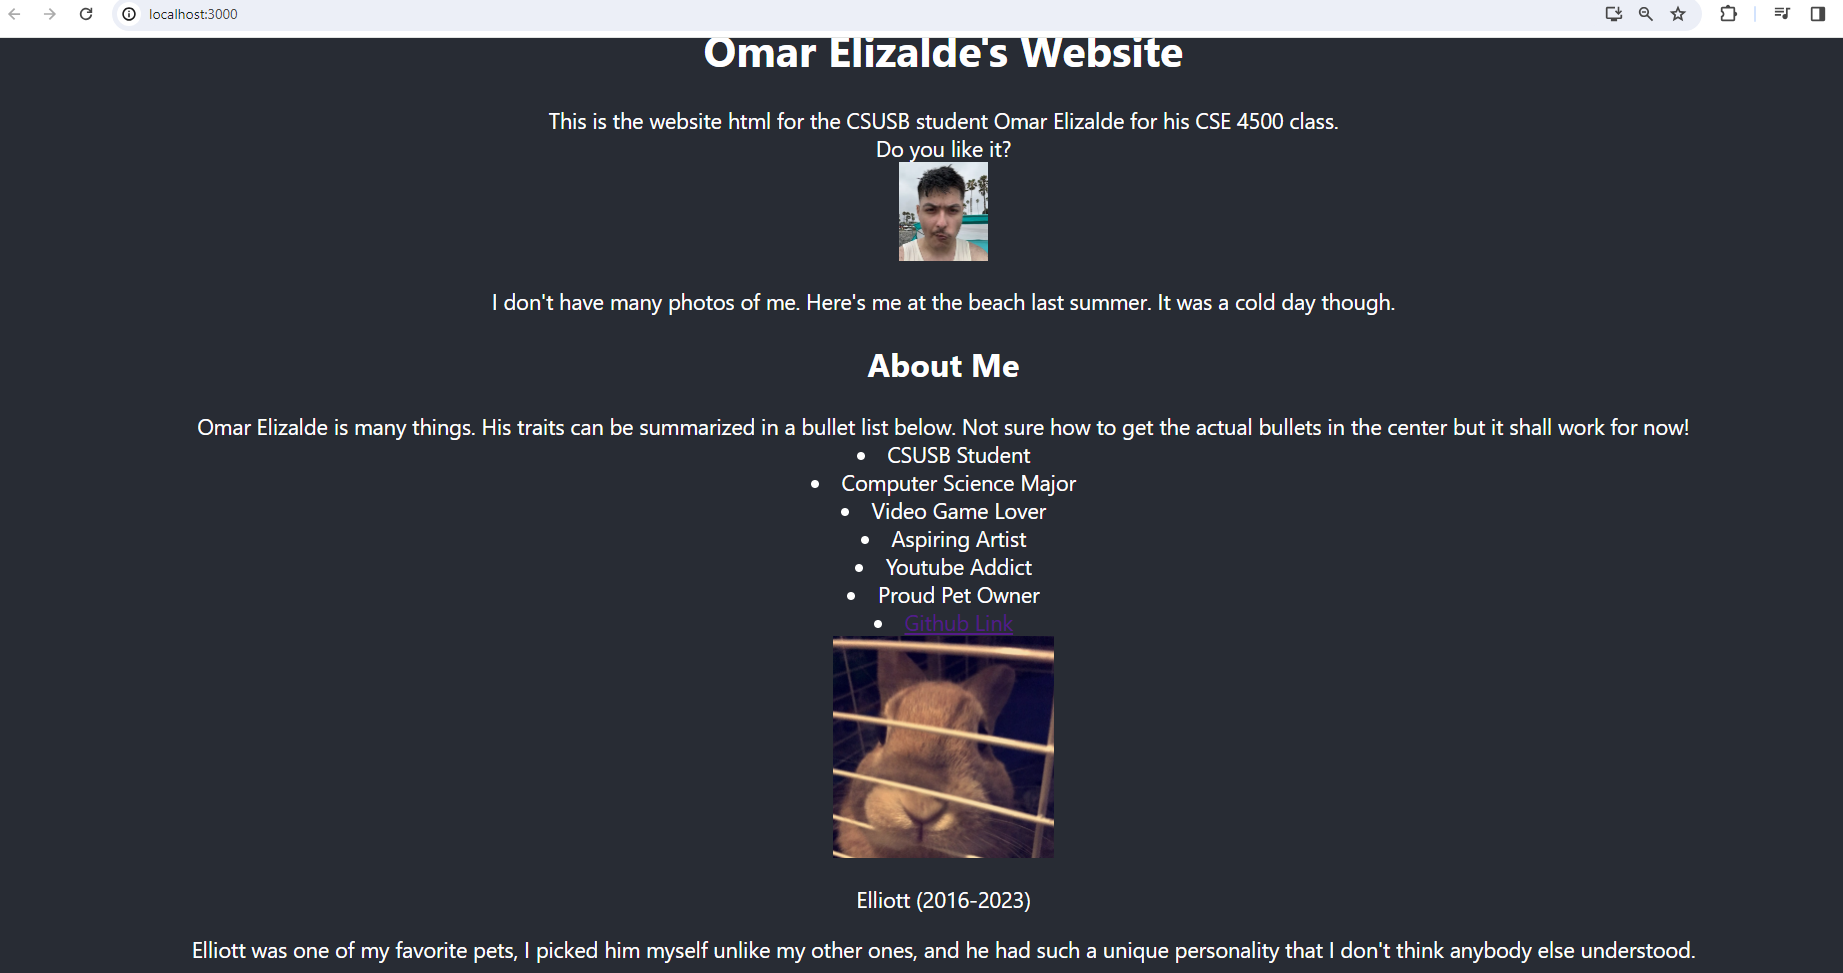 localhost:3000
Omar Elizalde's Website
This is the website html for the CSUSB student Omar Elizalde for his CSE 4500 class.
Do you like it?
I don't have many photos of me. Here's me at the beach last summer. It was a cold day though.
About Me
Omar Elizalde is many things. His traits can be summarized in a bullet list below. Not sure how to get the actual bullets in the center but it shall work for now!
• CSUSB Student
• Computer Science Major
• Video Game Lover
• Aspiring Artist
• Youtube Addict
• Proud Pet Owner
• Github Link
Elliott (2016-2023)
Elliott was one of my favorite pets, I picked him myself unlike my other ones, and he had such a unique personality that I don't think anybody else understood.